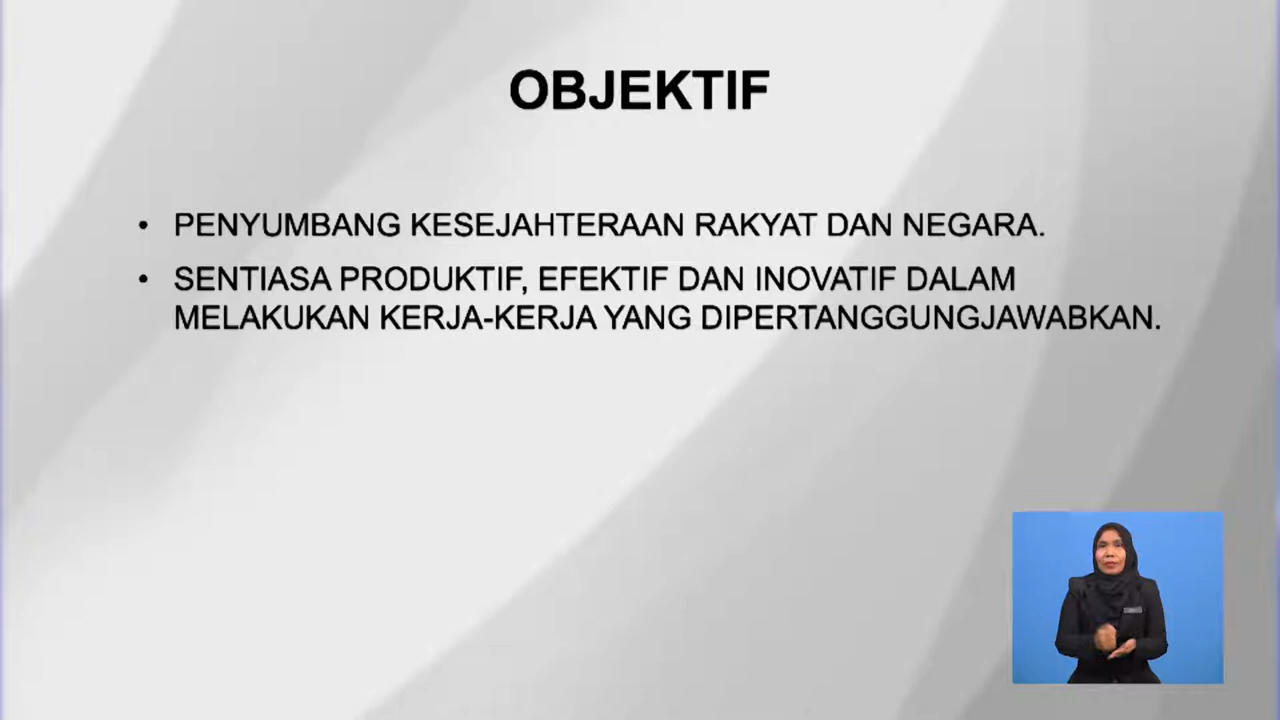 OBJEKTIF
• PENYUMBANG KESEJAHTERAAN RAKYAT DAN NEGARA.
• SENTIASA PRODUKTIF, EFEKTIF DAN INOVATIF DALAM
MELAKUKAN KERJA-KERJA YANG DIPERTANGGUNGJAWABKAN.